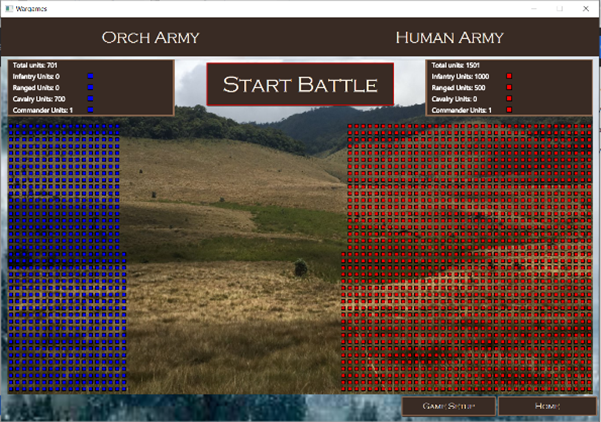 Wargames
Orch Army
Human Army
Total units: 701
Infantry Units: 0
Ranged Units: 0
Cavalry Units: 700
Commander Units: 1
Start Battle
Total units: 1501
Infantry Units: 1000
Ranged Units: 500
Cavalry Units: 0
Commander Units: 1
Game Setup
Home